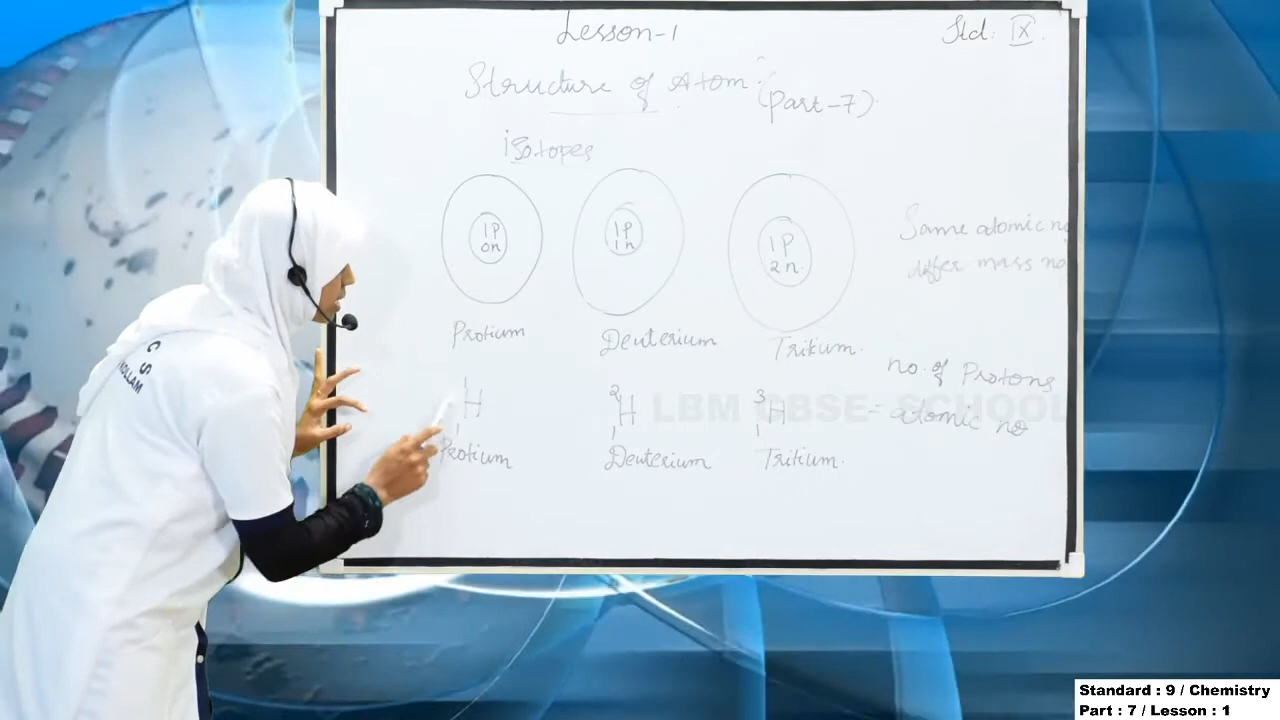 Lesson-1
Std: IX.
Structure of Atom:
(Part-7).
isotopes
1P
0n
1P
1n
1P
2n.
Same atomic no
differ mass no
Protium
Deuterium
Tritium.
no. of Protons
= atomic no
1
1H
2
1H
3
1H
LBM CBSE- SCHOOL
Protium
Deuterium
Tritium.
C S
KOLLAM
Standard : 9 / Chemistry
Part : 7 / Lesson : 1